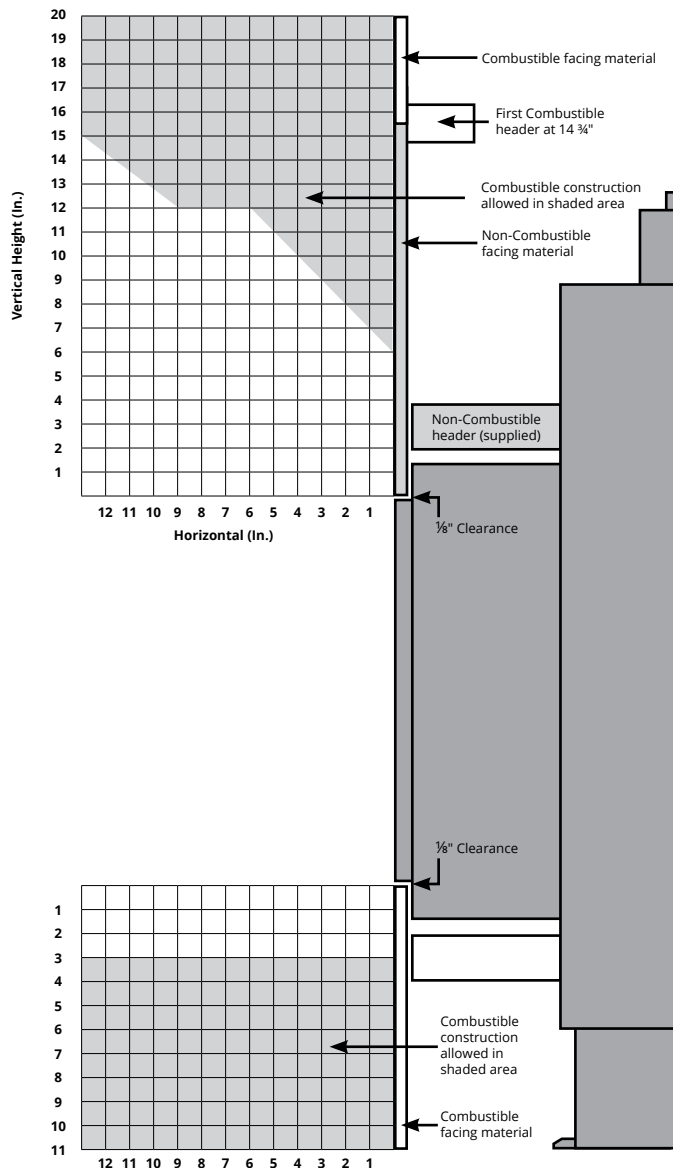 20
19
18
17
16
15
14
13
12
11
10
9
8
7
6
5
4
3
2
1
Vertical Height (In.)
12 11 10 9 8 7 6 5 4 3 2 1
Horizontal (In.)
Combustible facing material
First Combustible
header at 14 ¾"
Combustible construction
allowed in shaded area
Non-Combustible
facing material
Non-Combustible
header (supplied)
⅛" Clearance
⅛" Clearance
1
2
3
4
5
6
7
8
9
10
11
Combustible
construction
allowed in
shaded area
Combustible
facing material
12 11 10 9 8 7 6 5 4 3 2 1